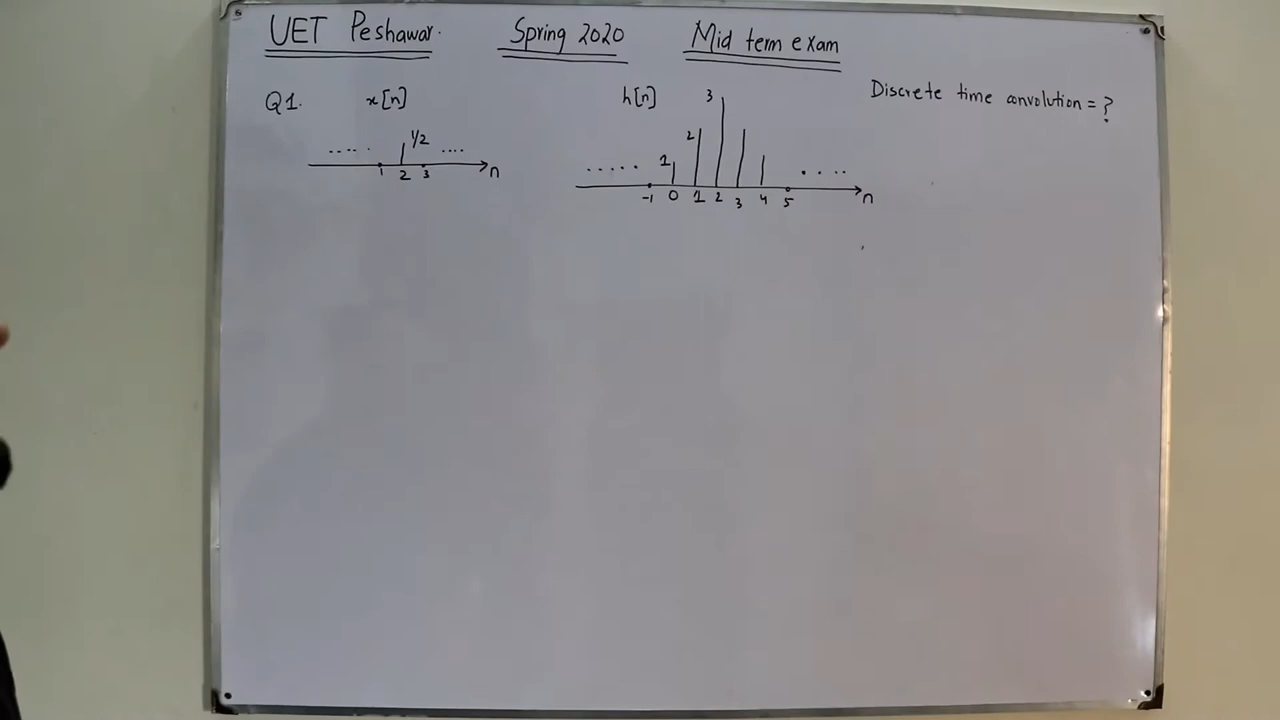 UET Peshawar. Spring 2020 Mid term exam
Q1. x[n] h[n] Discrete time convolution = ?
..... 1/2 ....
1 2 3 n
3
2
..... 1 ....
-1 0 1 2 3 4 5 n